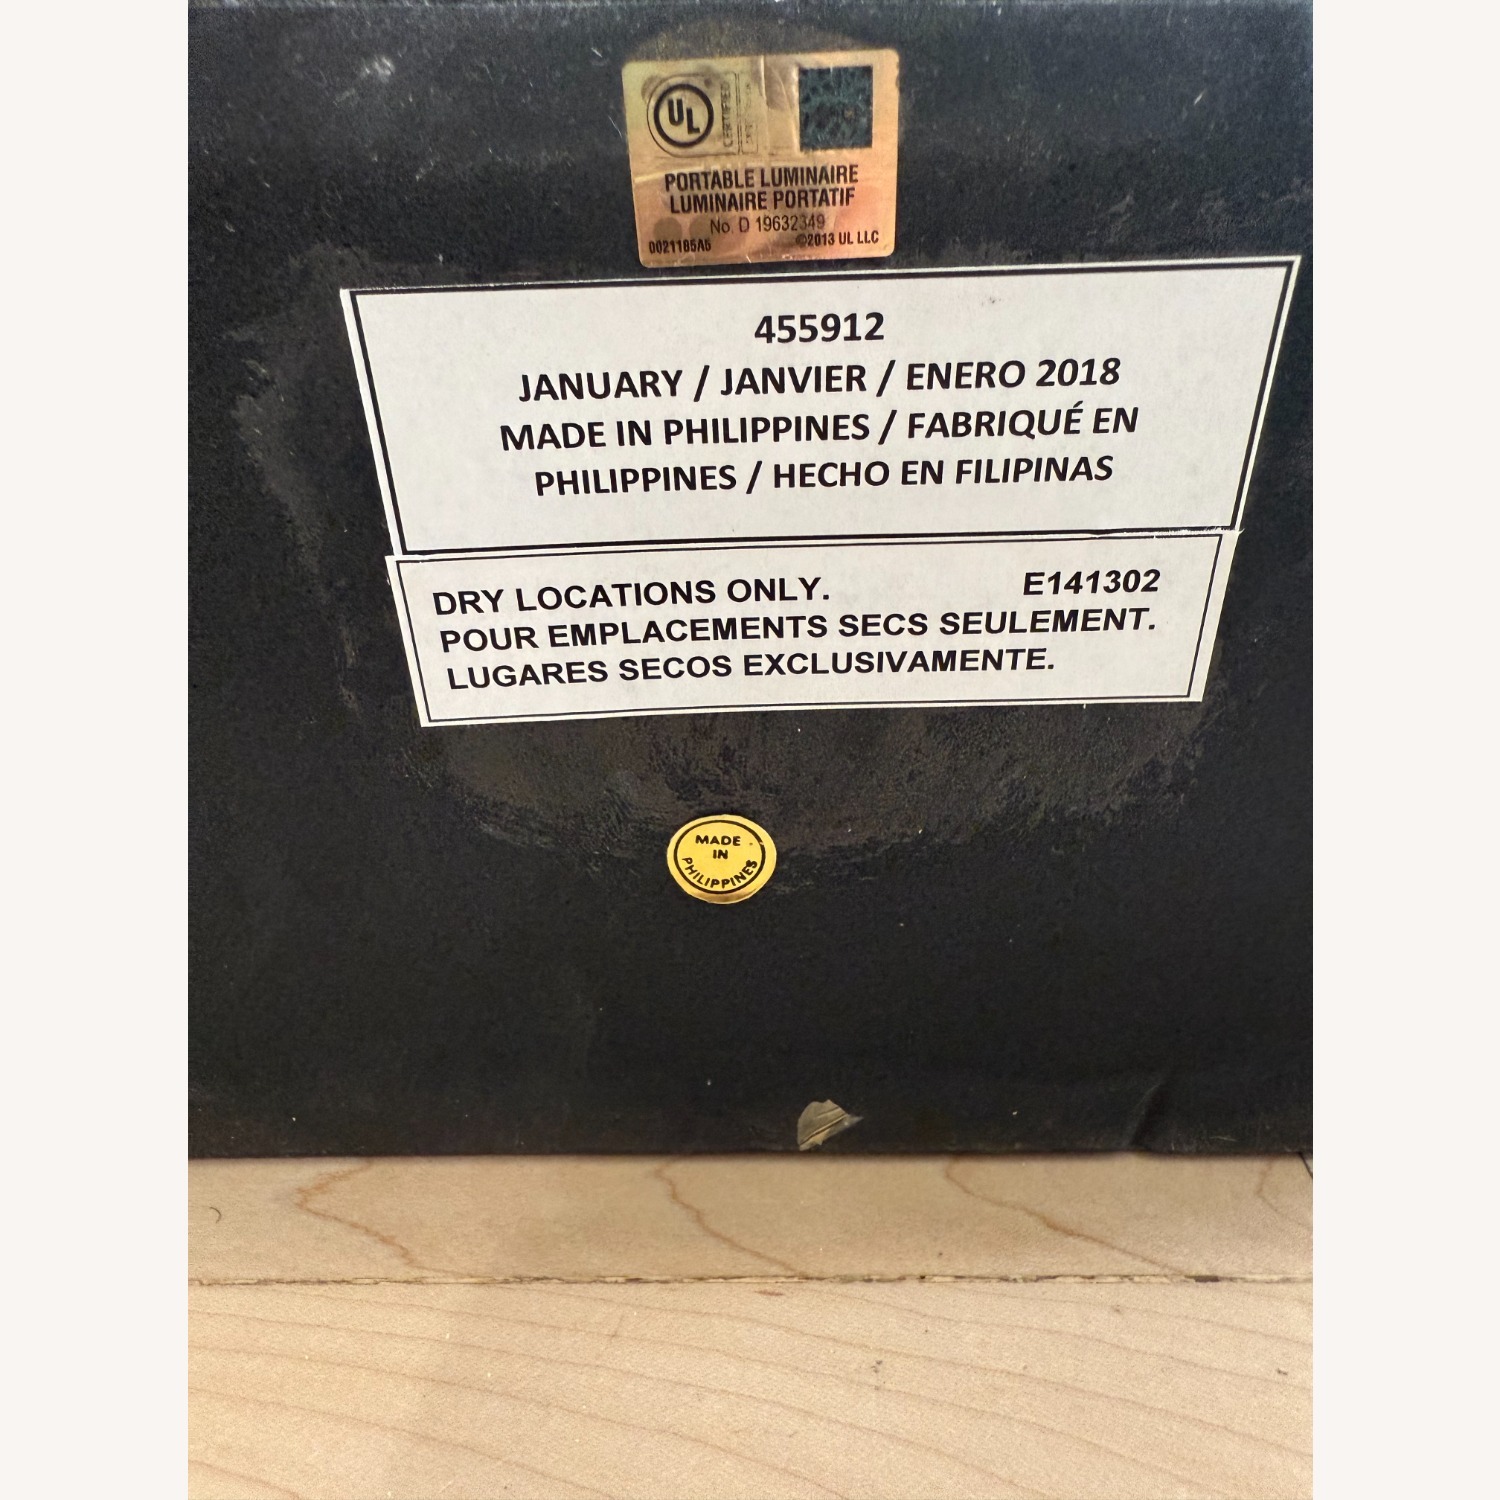 UL
CERTIFIED
PORTABLE LUMINAIRE
LUMINAIRE PORTATIF
No. D 19632349
0021185A5 ©2013 UL LLC
455912
JANUARY / JANVIER / ENERO 2018
MADE IN PHILIPPINES / FABRIQUÉ EN
PHILIPPINES / HECHO EN FILIPINAS
DRY LOCATIONS ONLY. E141302
POUR EMPLACEMENTS SECS SEULEMENT.
LUGARES SECOS EXCLUSIVAMENTE.
MADE
IN
PHILIPPINES